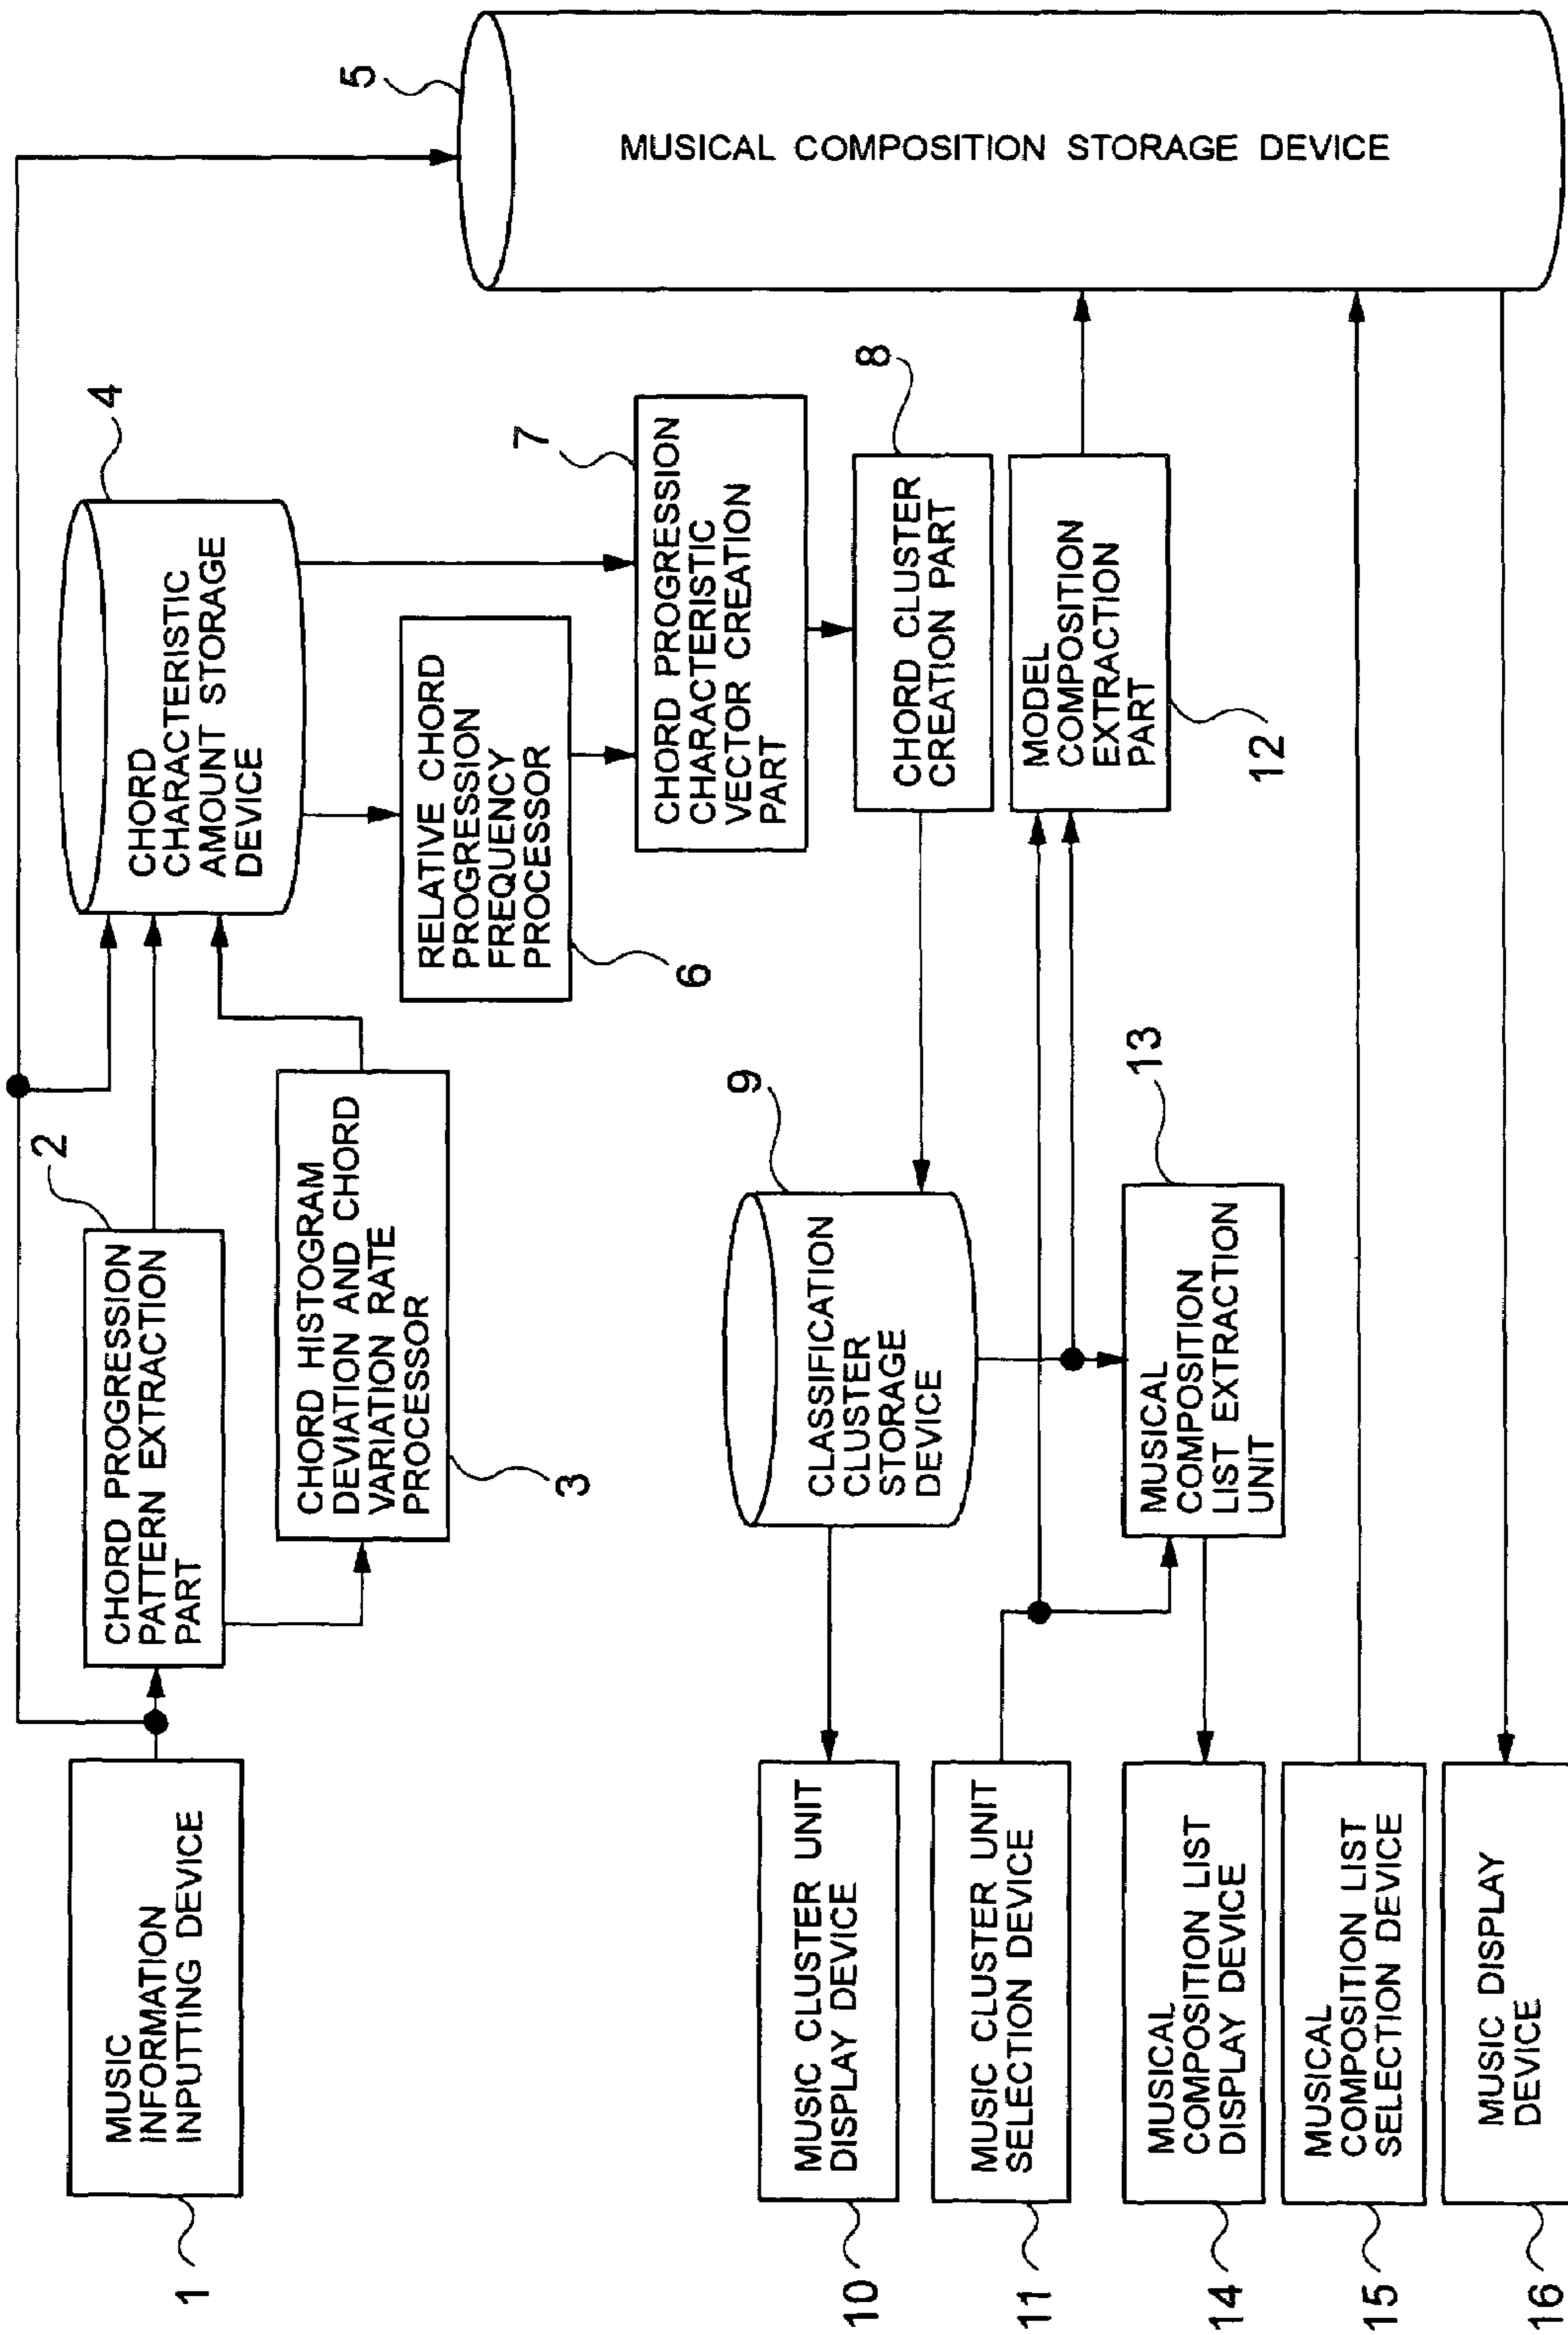 1
MUSIC
INFORMATION
INPUTTING DEVICE
2
CHORD PROGRESSION
PATTERN EXTRACTION
PART
3
CHORD HISTOGRAM
DEVIATION AND CHORD
VARIATION RATE
PROCESSOR
4
CHORD
CHARACTERISTIC
AMOUNT STORAGE
DEVICE
5
MUSICAL COMPOSITION STORAGE DEVICE
6
RELATIVE CHORD
PROGRESSION
FREQUENCY
PROCESSOR
7
CHORD PROGRESSION
CHARACTERISTIC
VECTOR CREATION
PART
8
CHORD CLUSTER
CREATION PART
9
CLASSIFICATION
CLUSTER
STORAGE
DEVICE
10
MUSIC CLUSTER UNIT
DISPLAY DEVICE
11
MUSIC CLUSTER UNIT
SELECTION DEVICE
12
MODEL
COMPOSITION
EXTRACTION
PART
13
MUSICAL
COMPOSITION
LIST EXTRACTION
UNIT
14
MUSICAL
COMPOSITION LIST
DISPLAY DEVICE
15
MUSICAL
COMPOSITION LIST
SELECTION DEVICE
16
MUSIC DISPLAY
DEVICE